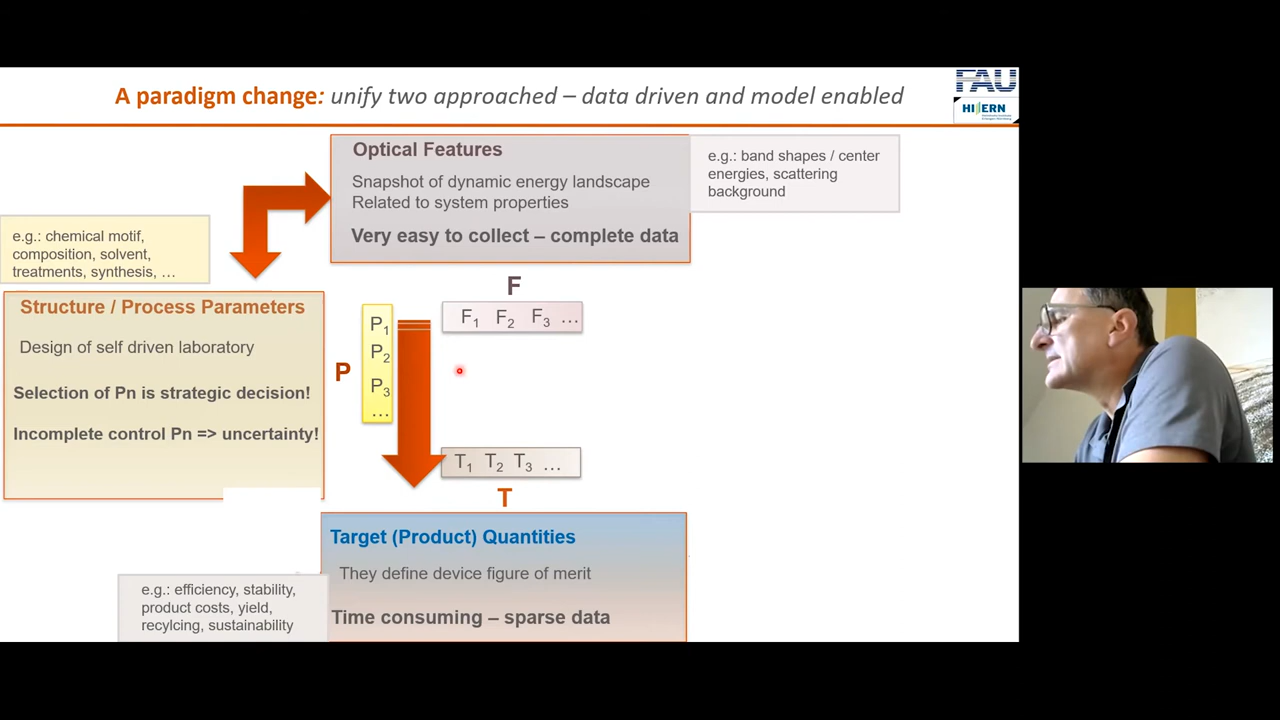 A paradigm change: unify two approached – data driven and model enabled
FAU
Optical Features
Snapshot of dynamic energy landscape
Related to system properties
Very easy to collect – complete data
e.g.: band shapes / center
energies, scattering
background
e.g.: chemical motif,
composition, solvent,
treatments, synthesis, …
Structure / Process Parameters
Design of self driven laboratory
Selection of Pn is strategic decision!
Incomplete control Pn => uncertainty!
F
F1 F2 F3 …
P
P1
P2
P3
…
T1 T2 T3 …
T
Target (Product) Quantities
They define device figure of merit
Time consuming – sparse data
e.g.: efficiency, stability,
product costs, yield,
recylcing, sustainability